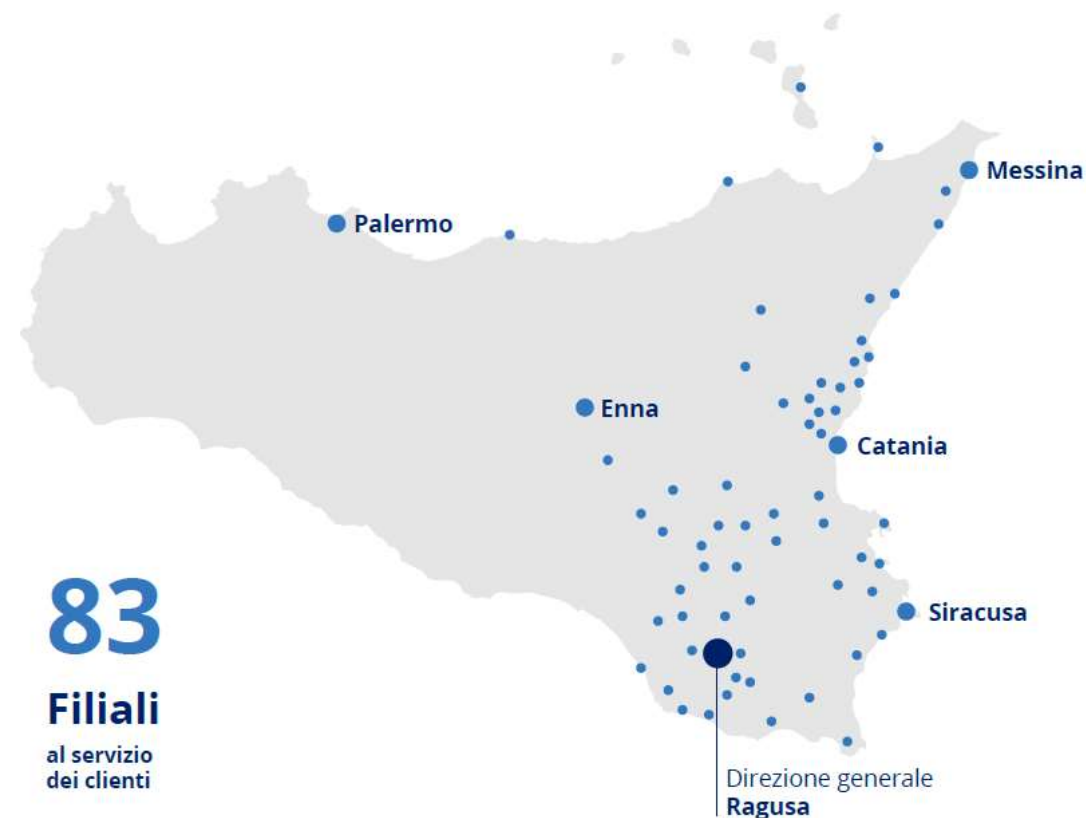 Messina
Palermo
Enna
Catania
83
Filiali
al servizio
dei clienti
Siracusa
Direzione generale
Ragusa